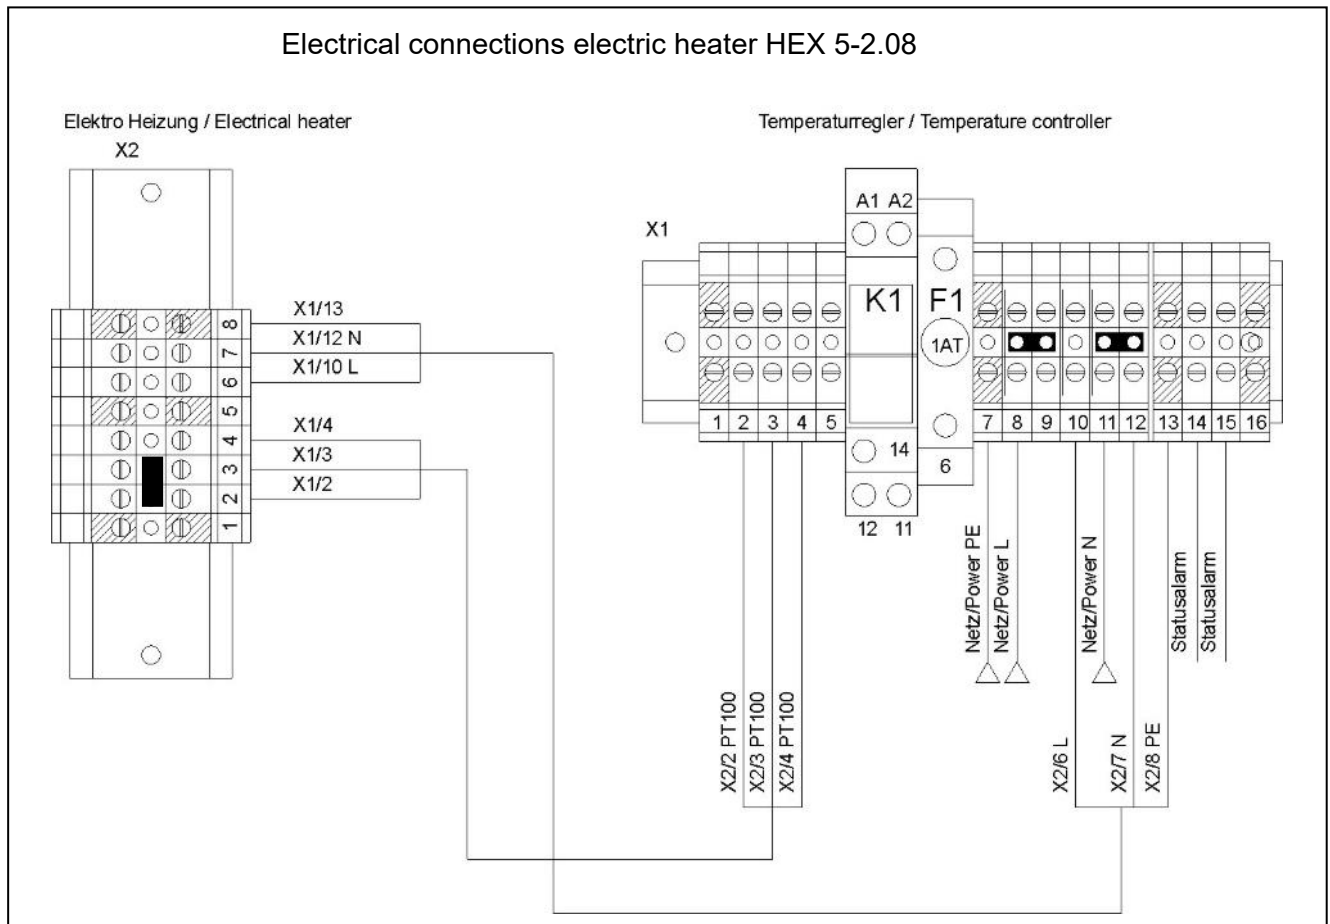 Electrical connections electric heater HEX 5-2.08
Elektro Heizung / Electrical heater
X2
X1/13
X1/12 N
X1/10 L
X1/4
X1/3
X1/2
8
7
6
5
4
3
2
1
Temperaturregler / Temperature controller
X1
A1 A2
K1
F1
1AT
1 2 3 4 5
14
12 11
6
7 8 9 10 11 12 13 14 15 16
Netz/Power PE
Netz/Power L
Netz/Power N
Statusalarm
Statusalarm
X2/2 PT100
X2/3 PT100
X2/4 PT100
X2/6 L
X2/7 N
X2/8 PE